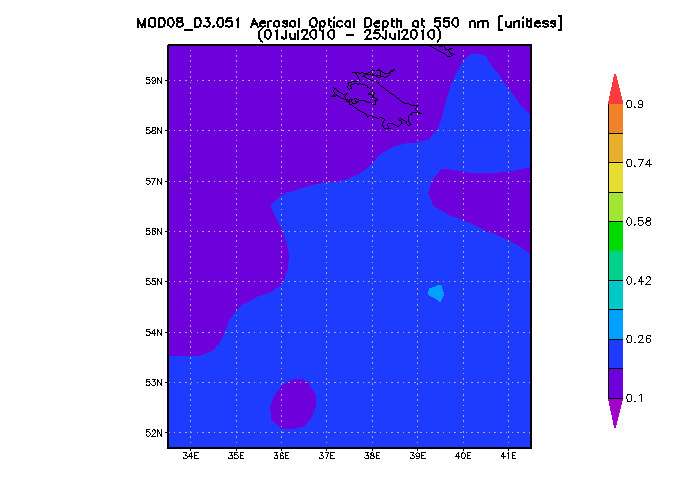 MOD08_D3.051 Aerosol Optical Depth at 550 nm [unitless]
(01Jul2010 - 25Jul2010)
59N
58N
57N
56N
55N
54N
53N
52N
34E 35E 36E 37E 38E 39E 40E 41E
0.9
0.74
0.58
0.42
0.26
0.1